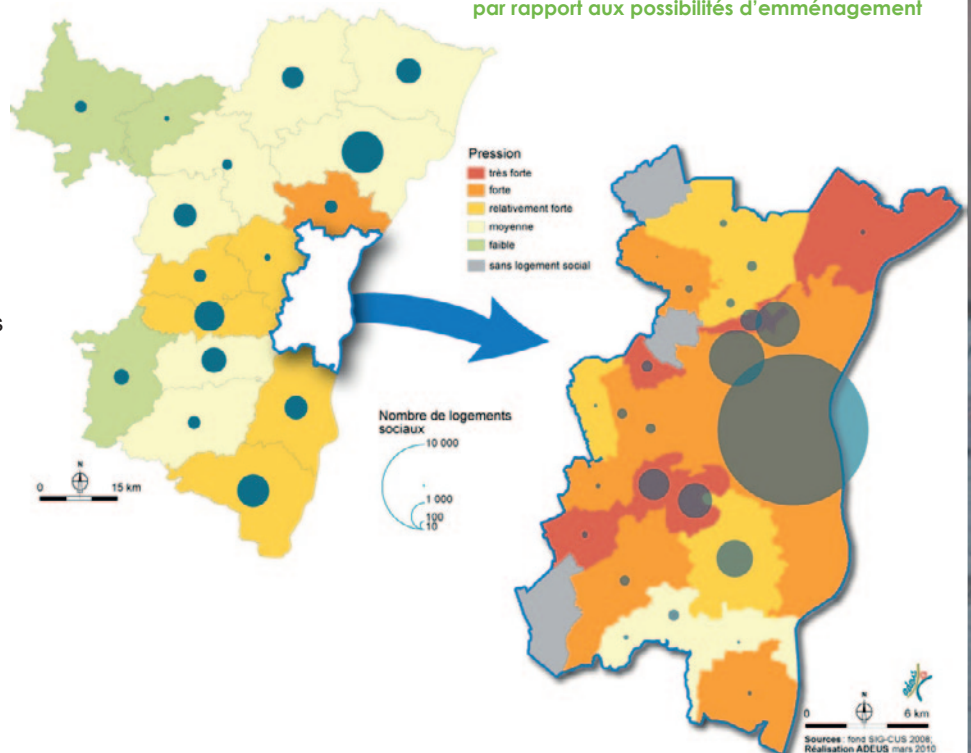 par rapport aux possibilités d'emménagement
Pression
très forte
forte
relativement forte
moyenne
faible
sans logement social
s
Nombre de logements
sociaux
10 000
1 000
100
10
N
0 15 km
N
0 6 km
Sources: fond SIG-CUS 2008;
Réalisation ADEUS mars 2010